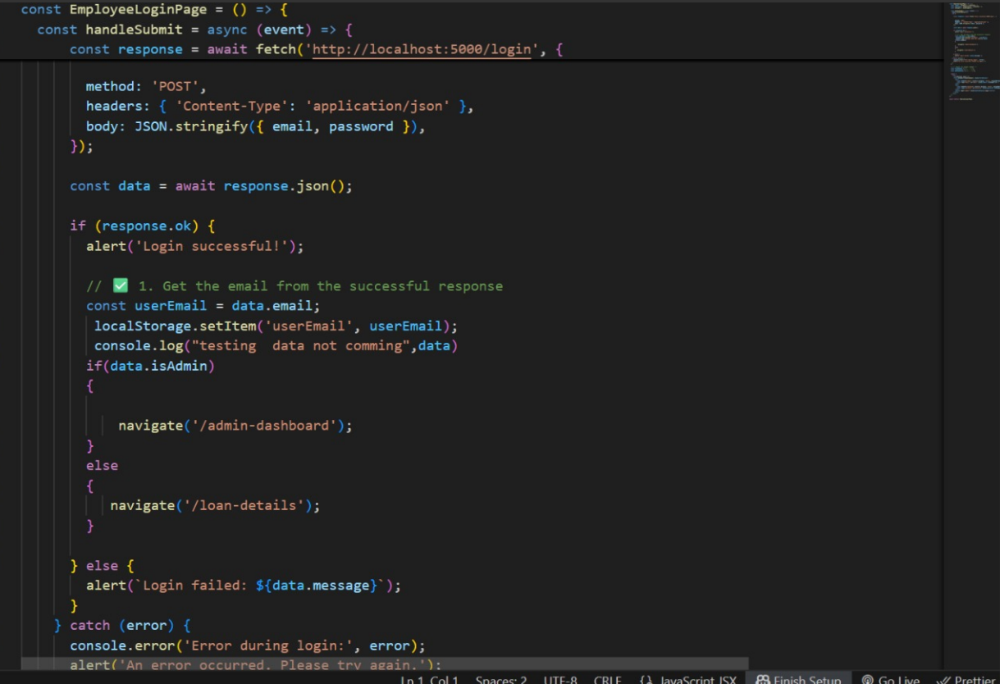 const EmployeeLoginPage = () => {
const handleSubmit = async (event) => {
const response = await fetch('http://localhost:5000/login', {
method: 'POST',
headers: { 'Content-Type': 'application/json' },
body: JSON.stringify({ email, password }),
});
const data = await response.json();
if (response.ok) {
alert('Login successful!');
// ✅ 1. Get the email from the successful response
const userEmail = data.email;
localStorage.setItem('userEmail', userEmail);
console.log("testing  data not comming",data)
if(data.isAdmin)
{
navigate('/admin-dashboard');
}
else
{
navigate('/loan-details');
}
} else {
alert(`Login failed: ${data.message}`);
}
} catch (error) {
console.error('Error during login:', error);
alert('An error occurred. Please try again.');
Ln 1, Col 1 Spaces: 2 UTF-8 CRLF {} JavaScript JSX Finish Setup Go Live Prettier